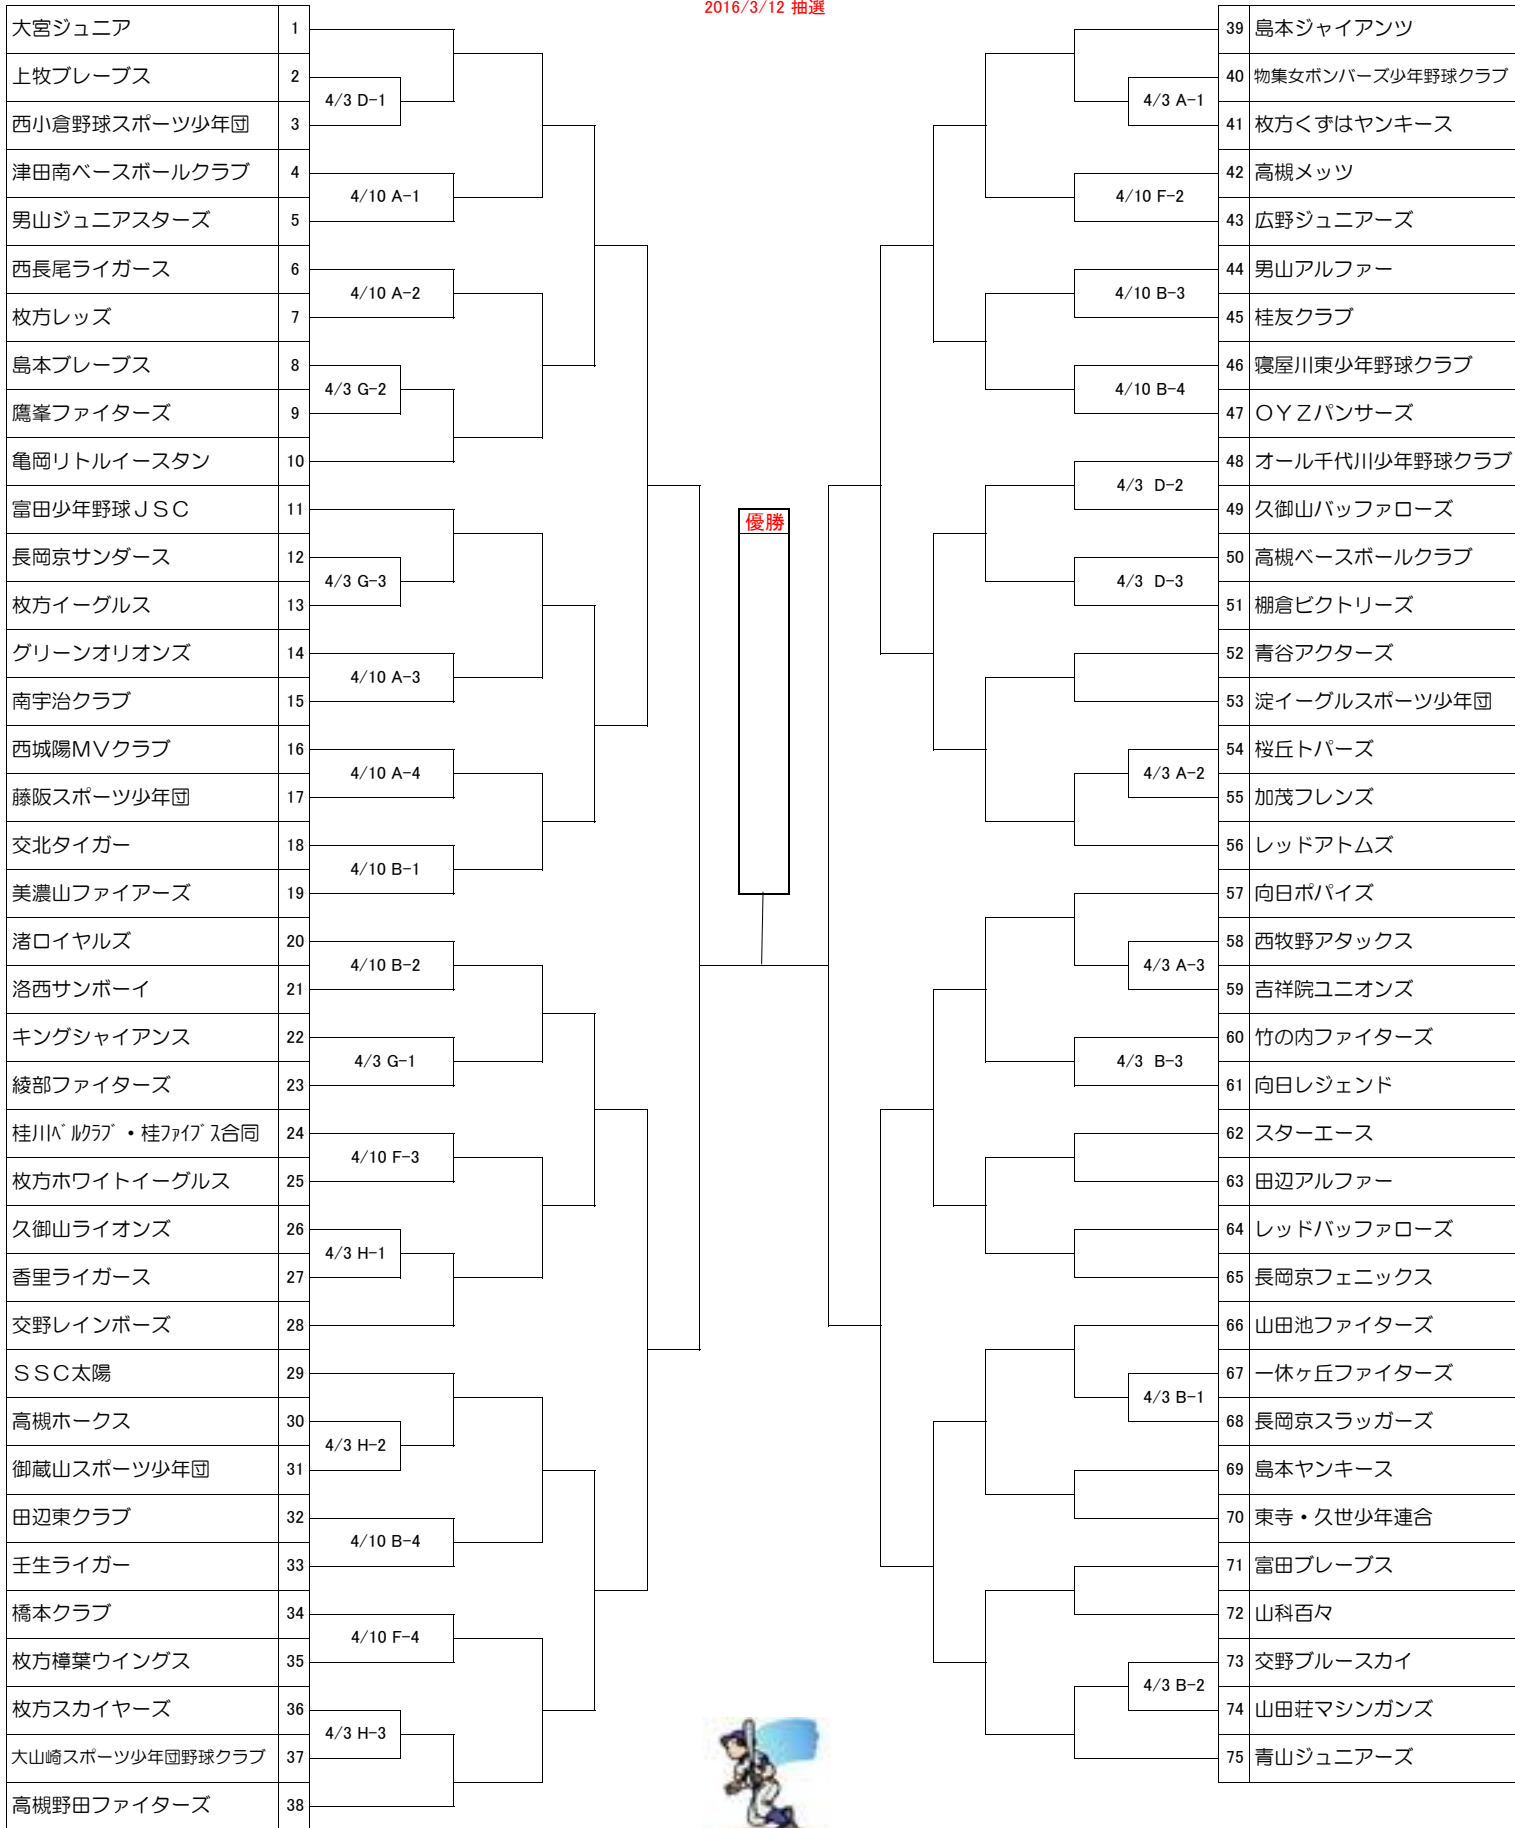 2016/3/12 抽選
大宮ジュニア 1
上牧ブレーブス 2
4/3 D-1
西小倉野球スポーツ少年団 3
津田南ベースボールクラブ 4
4/10 A-1
男山ジュニアスターズ 5
西長尾ライガース 6
4/10 A-2
枚方レッズ 7
島本ブレーブス 8
4/3 G-2
鷹峯ファイターズ 9
亀岡リトルイースタン 10
富田少年野球ＪＳＣ 11
長岡京サンダース 12
4/3 G-3
枚方イーグルス 13
グリーンオリオンズ 14
4/10 A-3
南宇治クラブ 15
西城陽ＭＶクラブ 16
4/10 A-4
藤阪スポーツ少年団 17
交北タイガー 18
4/10 B-1
美濃山ファイアーズ 19
渚ロイヤルズ 20
4/10 B-2
洛西サンボーイ 21
キングシャイアンス 22
4/3 G-1
綾部ファイターズ 23
桂川ﾍﾞﾙｸﾗﾌﾞ・桂ﾌｧｲﾌﾞｽ合同 24
4/10 F-3
枚方ホワイトイーグルス 25
久御山ライオンズ 26
4/3 H-1
香里ライガース 27
交野レインボーズ 28
ＳＳＣ太陽 29
高槻ホークス 30
4/3 H-2
御蔵山スポーツ少年団 31
田辺東クラブ 32
4/10 B-4
壬生ライガー 33
橋本クラブ 34
4/10 F-4
枚方樟葉ウイングス 35
枚方スカイヤーズ 36
4/3 H-3
大山崎スポーツ少年団野球クラブ 37
高槻野田ファイターズ 38
優勝
39 島本ジャイアンツ
40 物集女ボンバーズ少年野球クラブ
4/3 A-1
41 枚方くずはヤンキース
42 高槻メッツ
4/10 F-2
43 広野ジュニアーズ
44 男山アルファー
4/10 B-3
45 桂友クラブ
46 寝屋川東少年野球クラブ
4/10 B-4
47 ＯＹＺパンサーズ
48 オール千代川少年野球クラブ
4/3 D-2
49 久御山バッファローズ
50 高槻ベースボールクラブ
4/3 D-3
51 棚倉ビクトリーズ
52 青谷アクターズ
53 淀イーグルスポーツ少年団
54 桜丘トパーズ
4/3 A-2
55 加茂フレンズ
56 レッドアトムズ
57 向日ポパイズ
58 西牧野アタックス
4/3 A-3
59 吉祥院ユニオンズ
60 竹の内ファイターズ
4/3 B-3
61 向日レジェンド
62 スターエース
63 田辺アルファー
64 レッドバッファローズ
65 長岡京フェニックス
66 山田池ファイターズ
67 一休ヶ丘ファイターズ
4/3 B-1
68 長岡京スラッガーズ
69 島本ヤンキース
70 東寺・久世少年連合
71 富田ブレーブス
72 山科百々
73 交野ブルースカイ
4/3 B-2
74 山田荘マシンガンズ
75 青山ジュニアーズ